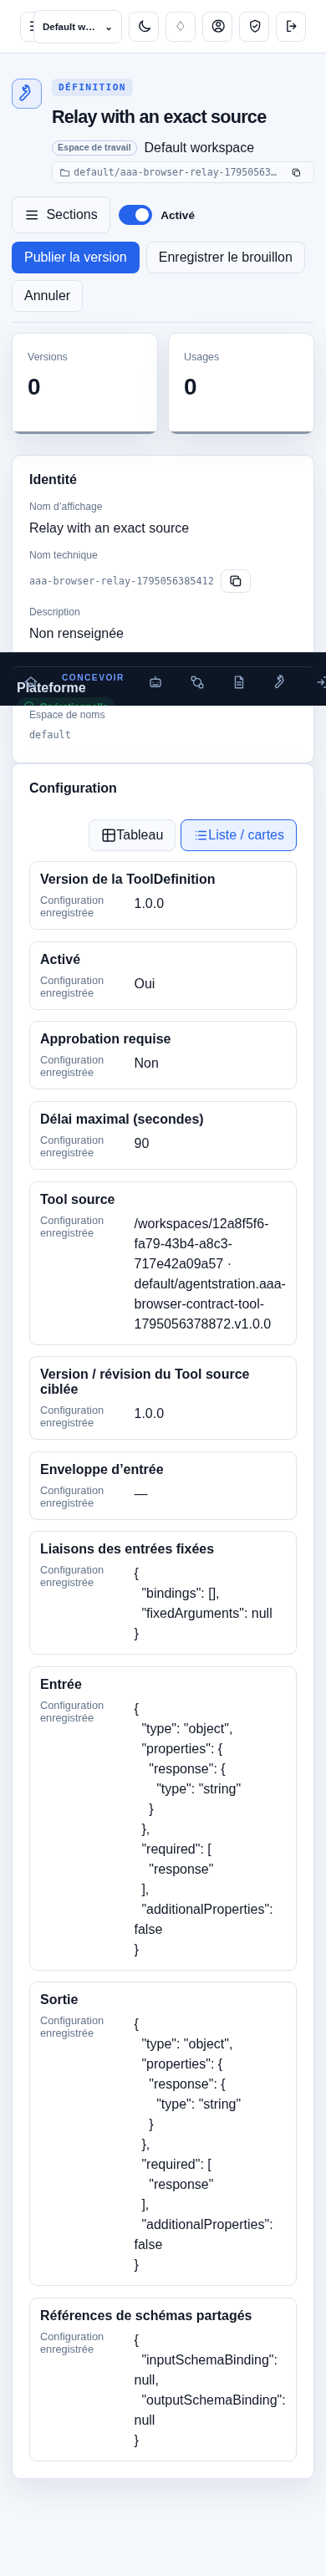 Default w… ⌄
DÉFINITION
Relay with an exact source
Espace de travail Default workspace
default/aaa-browser-relay-17950563…
Sections Activé
Publier la version Enregistrer le brouillon
Annuler
Versions
0
Usages
0
Identité
Nom d’affichage
Relay with an exact source
Nom technique
aaa-browser-relay-1795056385412
Description
Non renseignée
CONCEVOIR
Plateforme
Opérationnelle
Espace de noms
default
Configuration
Tableau Liste / cartes
Version de la ToolDefinition
Configuration enregistrée
1.0.0
Activé
Configuration enregistrée
Oui
Approbation requise
Configuration enregistrée
Non
Délai maximal (secondes)
Configuration enregistrée
90
Tool source
Configuration enregistrée
/workspaces/12a8f5f6-
fa79-43b4-a8c3-
717e42a09a57 ·
default/agentstration.aaa-
browser-contract-tool-
1795056378872.v1.0.0
Version / révision du Tool source
ciblée
Configuration enregistrée
1.0.0
Enveloppe d’entrée
Configuration enregistrée
—
Liaisons des entrées fixées
Configuration enregistrée
{
"bindings": [],
"fixedArguments": null
}
Entrée
Configuration enregistrée
{
"type": "object",
"properties": {
"response": {
"type": "string"
}
},
"required": [
"response"
],
"additionalProperties":
false
}
Sortie
Configuration enregistrée
{
"type": "object",
"properties": {
"response": {
"type": "string"
}
},
"required": [
"response"
],
"additionalProperties":
false
}
Références de schémas partagés
Configuration enregistrée
{
"inputSchemaBinding":
null,
"outputSchemaBinding":
null
}